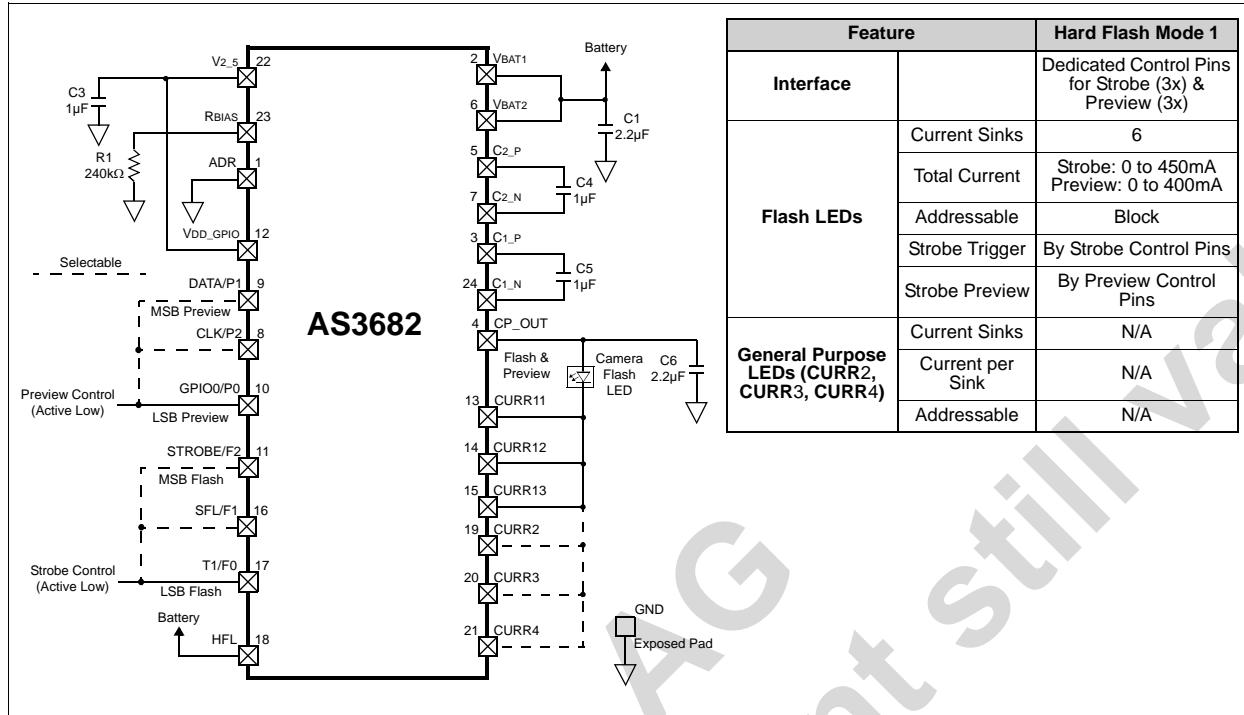 V2_5 22
C3
1µF
RBIAS 23
R1
240kΩ
ADR 1
VDD_GPIO 12
Selectable
DATA/P1 9
MSB Preview
CLK/P2 8
Preview Control
(Active Low)
GPIO0/P0 10
LSB Preview
STROBE/F2 11
MSB Flash
SFL/F1 16
Strobe Control
(Active Low)
T1/F0 17
LSB Flash
Battery
HFL 18
AS3682
2 VBAT1
Battery
6 VBAT2
C1
2.2µF
5 C2_P
C4
1µF
7 C2_N
3 C1_P
C5
1µF
24 C1_N
4 CP_OUT
Flash &
Preview
Camera
Flash
LED
C6
2.2µF
13 CURR11
14 CURR12
15 CURR13
19 CURR2
20 CURR3
21 CURR4
GND
Exposed Pad
Feature Hard Flash Mode 1
Interface
Dedicated Control Pins
for Strobe (3x) &
Preview (3x)
Flash LEDs
Current Sinks 6
Total Current
Strobe: 0 to 450mA
Preview: 0 to 400mA
Addressable Block
Strobe Trigger By Strobe Control Pins
Strobe Preview
By Preview Control
Pins
General Purpose
LEDs (CURR2,
CURR3, CURR4)
Current Sinks N/A
Current per
Sink
N/A
Addressable N/A
AG
nt still va